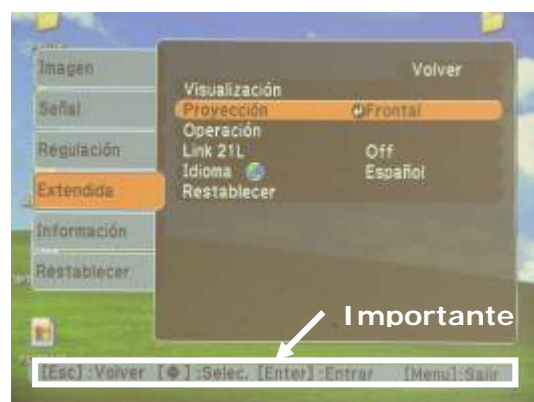 Imagen
Señal
Regulación
Extendida
Información
Restablecer
Volver
Visualización
Proyección Frontal
Operación
Link 21L Off
Idioma Español
Restablecer
Importante
[Esc]:Volver [◆]:Selec. [Enter]:Entrar [Menu]:Salir